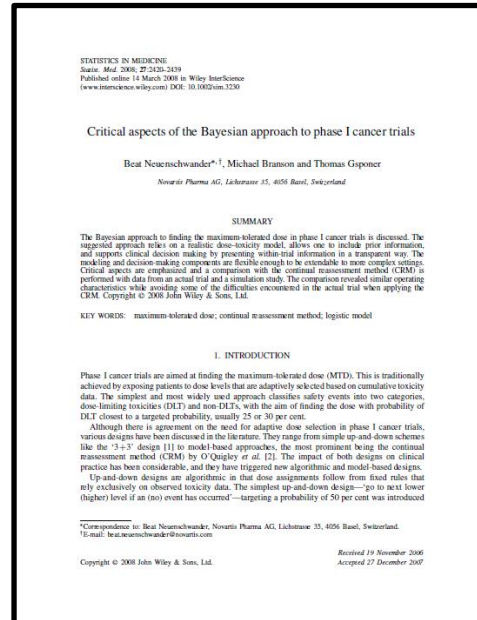 STATISTICS IN MEDICINE
Statist. Med. 2008; 27:2420–2439
Published online 14 March 2008 in Wiley InterScience
(www.interscience.wiley.com) DOI: 10.1002/sim.3230
Critical aspects of the Bayesian approach to phase I cancer trials
Beat Neuenschwander*,†, Michael Branson and Thomas Gsponer
Novartis Pharma AG, Lichstrasse 35, 4056 Basel, Switzerland
SUMMARY
The Bayesian approach to finding the maximum-tolerated dose in phase I cancer trials is discussed. The
suggested approach relies on a realistic dose–toxicity model, allows one to include prior information,
and supports clinical decision making by presenting within-trial information in a transparent way. The
modeling and decision-making components are flexible enough to be extendable to more complex settings.
Critical aspects are emphasized and a comparison with the continual reassessment method (CRM) is
performed with data from an actual trial and a simulation study. The comparison revealed similar operating
characteristics while avoiding some of the difficulties encountered in the actual trial when applying the
CRM. Copyright © 2008 John Wiley & Sons, Ltd.
KEY WORDS: maximum-tolerated dose; continual reassessment method; logistic model
1. INTRODUCTION
Phase I cancer trials are aimed at finding the maximum-tolerated dose (MTD). This is traditionally
achieved by exposing patients to dose levels that are adaptively selected based on cumulative toxicity
data. The simplest and most widely used approach classifies safety events into two categories,
dose-limiting toxicities (DLT) and non-DLTs, with the aim of finding the dose with probability of
DLT closest to a targeted probability, usually 25 or 30 per cent.
Although there is agreement on the need for adaptive dose selection in phase I cancer trials,
various designs have been discussed in the literature. They range from simple up-and-down schemes
like the ‘3+3’ design [1] to model-based approaches, the most prominent being the continual
reassessment method (CRM) by O’Quigley et al. [2]. The impact of both designs on clinical
practice has been considerable, and they have triggered new algorithmic and model-based designs.
Up-and-down designs are algorithmic in that dose assignments follow from fixed rules that
rely exclusively on observed toxicity data. The simplest up-and-down design—‘go to next lower
(higher) level if an (no) event has occurred’—targeting a probability of 50 per cent was introduced
*Correspondence to: Beat Neuenschwander, Novartis Pharma AG, Lichstrasse 35, 4056 Basel, Switzerland.
†E-mail: beat.neuenschwander@novartis.com
Received 19 November 2006
Copyright © 2008 John Wiley & Sons, Ltd. Accepted 27 December 2007